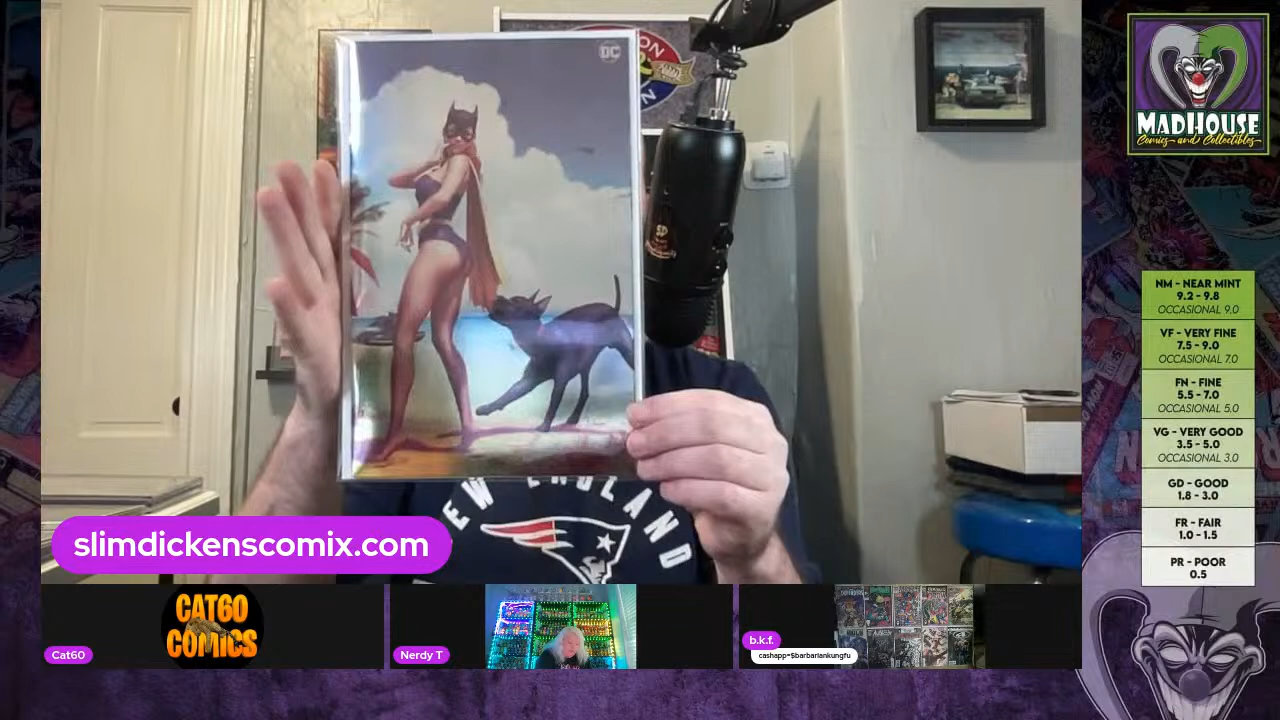 DC
MADHOUSE
Comics and Collectibles
NM - NEAR MINT
9.2 - 9.8
OCCASIONAL 9.0
VF - VERY FINE
7.5 - 9.0
OCCASIONAL 7.0
FN - FINE
5.5 - 7.0
OCCASIONAL 5.0
VG - VERY GOOD
3.5 - 5.0
OCCASIONAL 3.0
GD - GOOD
1.8 - 3.0
FR - FAIR
1.0 - 1.5
PR - POOR
0.5
NEW ENGLAND
slimdickenscomix.com
CAT60
COMICS
Cat60
Nerdy T
b.k.f.
cashapp=$barbariankungfu